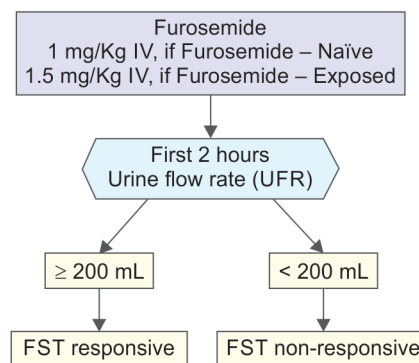 Furosemide
1 mg/Kg IV, if Furosemide – Naïve
1.5 mg/Kg IV, if Furosemide – Exposed
First 2 hours
Urine flow rate (UFR)
≥ 200 mL
< 200 mL
FST responsive
FST non-responsive